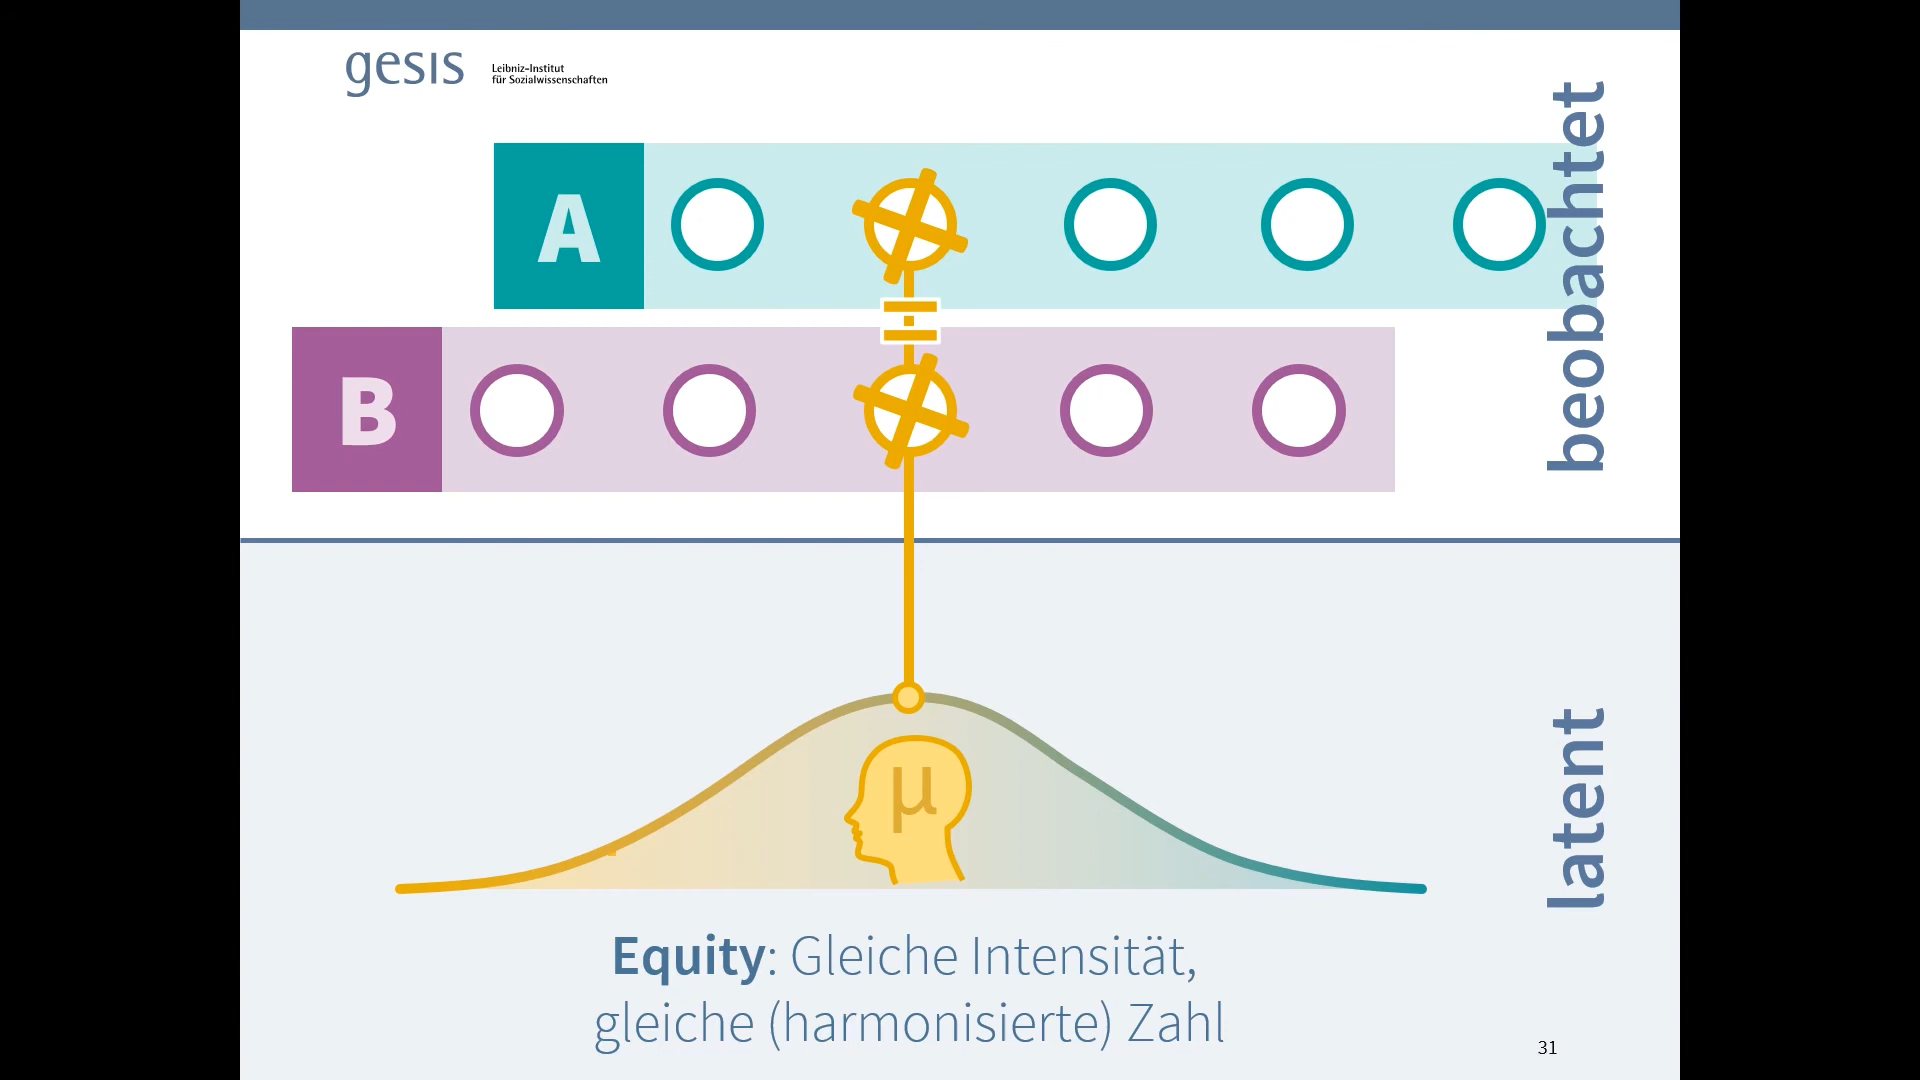 gesis
Leibniz-Institut
für Sozialwissenschaften
beobachtet
A
B
latent
µ
Equity: Gleiche Intensität,
gleiche (harmonisierte) Zahl
31